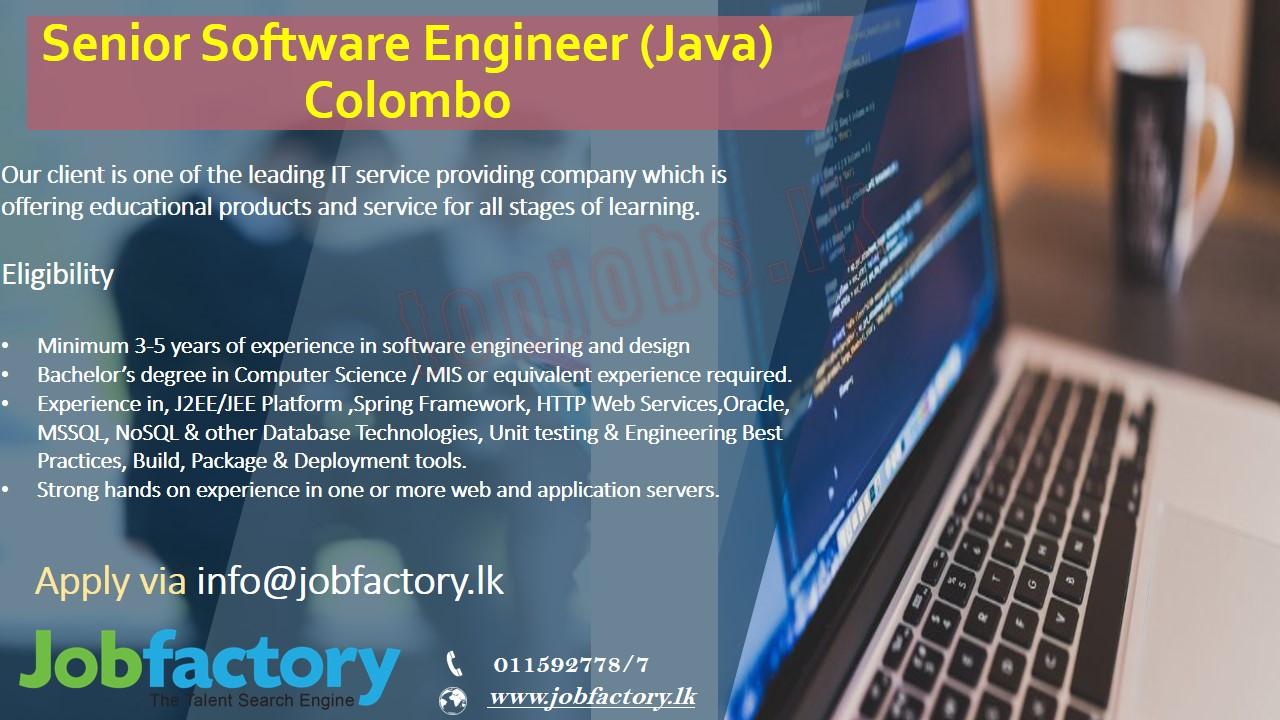 Senior Software Engineer (Java)
Colombo
Our client is one of the leading IT service providing company which is
offering educational products and service for all stages of learning.
topjobs.lk
Eligibility
• Minimum 3-5 years of experience in software engineering and design
• Bachelor’s degree in Computer Science / MIS or equivalent experience required.
• Experience in, J2EE/JEE Platform ,Spring Framework, HTTP Web Services,Oracle,
MSSQL, NoSQL & other Database Technologies, Unit testing & Engineering Best
Practices, Build, Package & Deployment tools.
• Strong hands on experience in one or more web and application servers.
Apply via info@jobfactory.lk
Jobfactory
The Talent Search Engine
011592778/7
www.jobfactory.lk